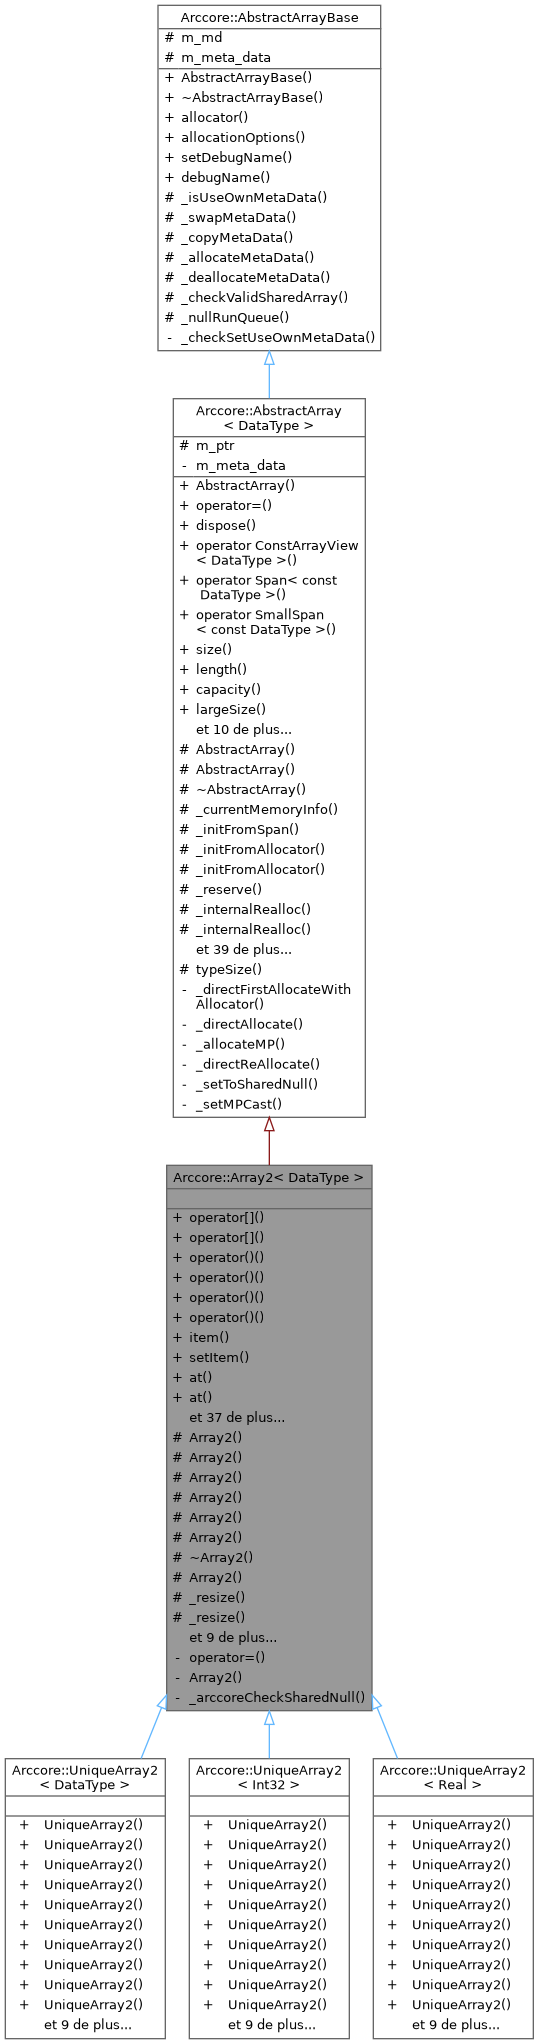 Arccore::AbstractArrayBase
# m_md
# m_meta_data
+ AbstractArrayBase()
+ ~AbstractArrayBase()
+ allocator()
+ allocationOptions()
+ setDebugName()
+ debugName()
# _isUseOwnMetaData()
# _swapMetaData()
# _copyMetaData()
# _allocateMetaData()
# _deallocateMetaData()
# _checkValidSharedArray()
# _nullRunQueue()
- _checkSetUseOwnMetaData()
Arccore::AbstractArray
< DataType >
# m_ptr
- m_meta_data
+ AbstractArray()
+ operator=()
+ dispose()
+ operator ConstArrayView
< DataType >()
+ operator Span< const
DataType >()
+ operator SmallSpan
< const DataType >()
+ size()
+ length()
+ capacity()
+ largeSize()
et 10 de plus...
# AbstractArray()
# AbstractArray()
# ~AbstractArray()
# _currentMemoryInfo()
# _initFromSpan()
# _initFromAllocator()
# _initFromAllocator()
# _reserve()
# _internalRealloc()
# _internalRealloc()
et 39 de plus...
# typeSize()
- _directFirstAllocateWith
Allocator()
- _directAllocate()
- _allocateMP()
- _directReAllocate()
- _setToSharedNull()
- _setMPCast()
Arccore::Array2< DataType >
+ operator[]()
+ operator[]()
+ operator()()
+ operator()()
+ operator()()
+ operator()()
+ item()
+ setItem()
+ at()
+ at()
et 37 de plus...
# Array2()
# Array2()
# Array2()
# Array2()
# Array2()
# Array2()
# ~Array2()
# Array2()
# _resize()
# _resize()
et 9 de plus...
- operator=()
- Array2()
- _arccoreCheckSharedNull()
Arccore::UniqueArray2
< DataType >
+ UniqueArray2()
+ UniqueArray2()
+ UniqueArray2()
+ UniqueArray2()
+ UniqueArray2()
+ UniqueArray2()
+ UniqueArray2()
+ UniqueArray2()
+ UniqueArray2()
+ UniqueArray2()
et 9 de plus...
Arccore::UniqueArray2
< Int32 >
+ UniqueArray2()
+ UniqueArray2()
+ UniqueArray2()
+ UniqueArray2()
+ UniqueArray2()
+ UniqueArray2()
+ UniqueArray2()
+ UniqueArray2()
+ UniqueArray2()
+ UniqueArray2()
et 9 de plus...
Arccore::UniqueArray2
< Real >
+ UniqueArray2()
+ UniqueArray2()
+ UniqueArray2()
+ UniqueArray2()
+ UniqueArray2()
+ UniqueArray2()
+ UniqueArray2()
+ UniqueArray2()
+ UniqueArray2()
+ UniqueArray2()
et 9 de plus...